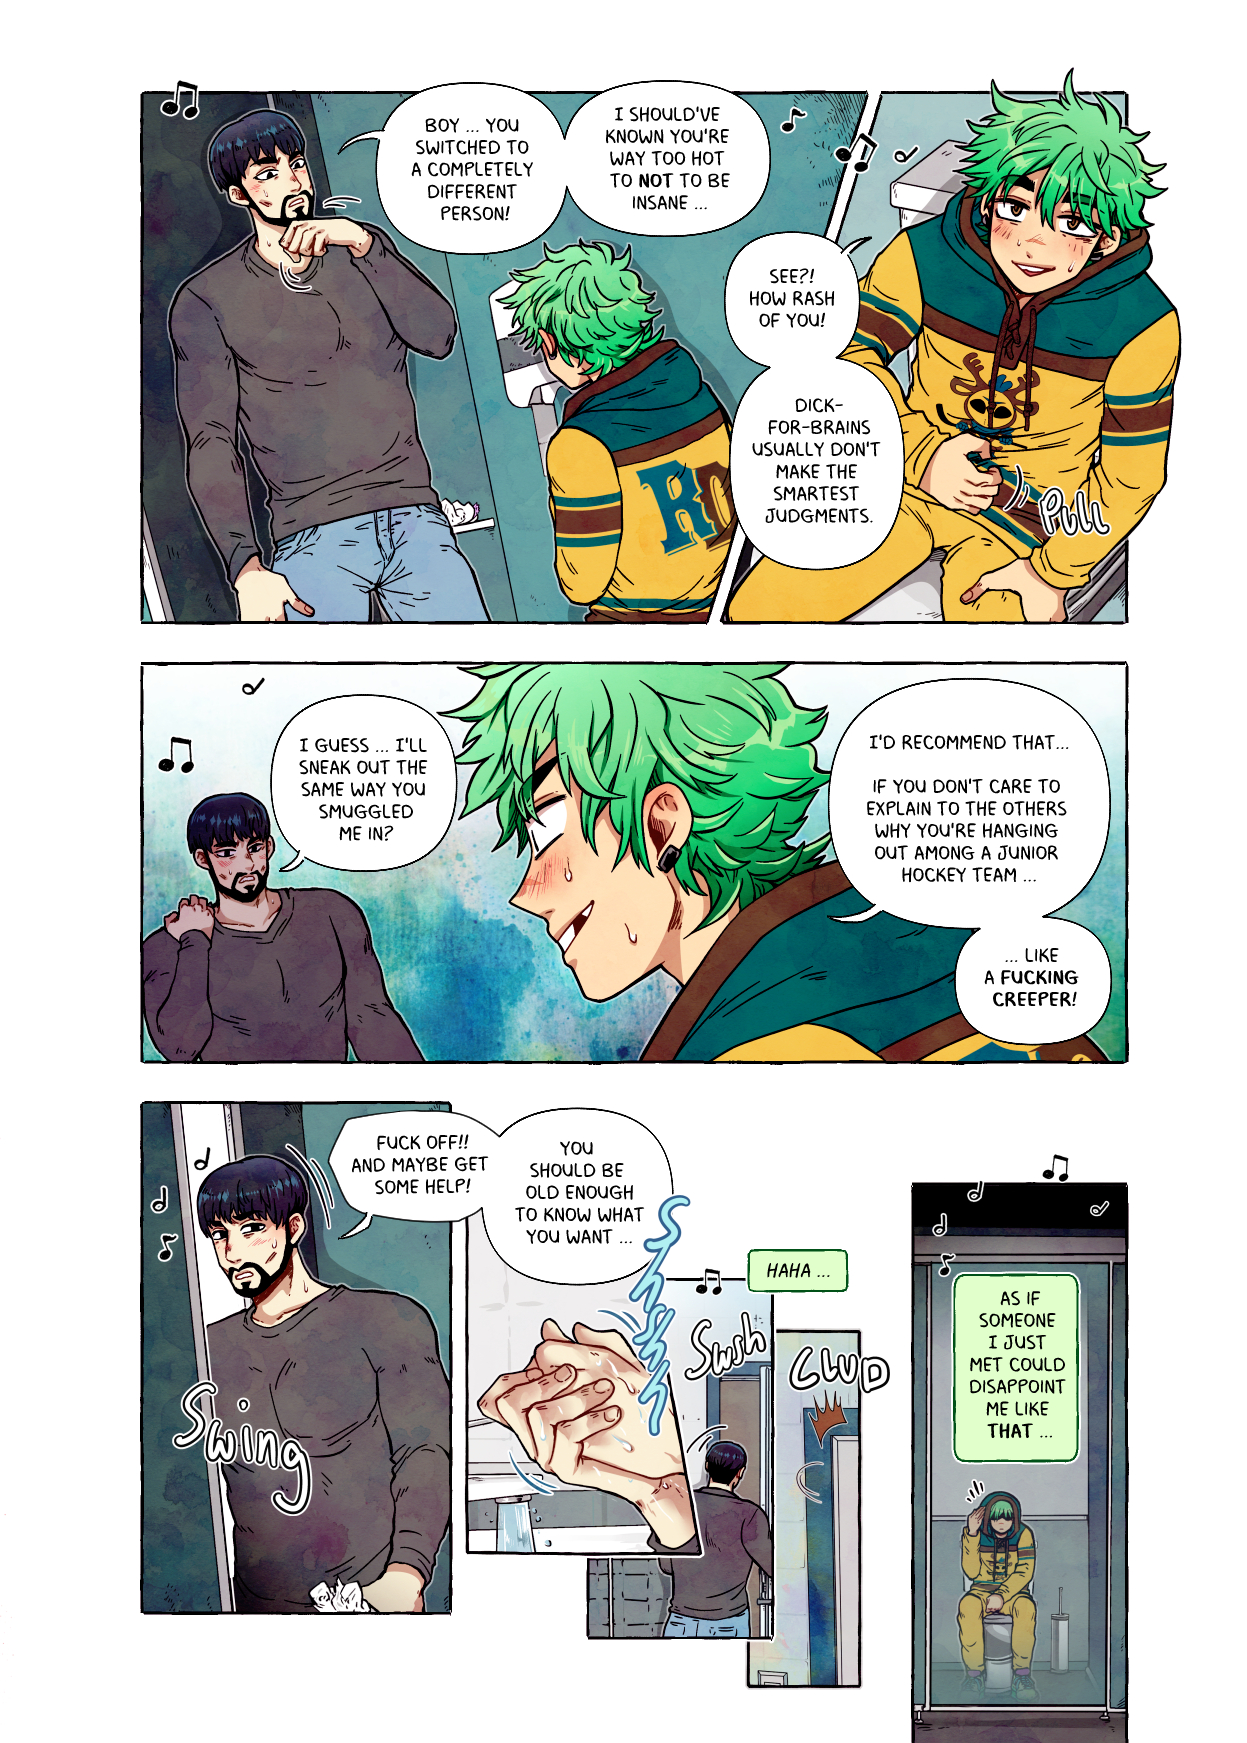 BOY ... YOU
SWITCHED TO
A COMPLETELY
DIFFERENT
PERSON!
I SHOULD'VE
KNOWN YOU'RE
WAY TOO HOT
TO NOT TO BE
INSANE ...
SEE?!
HOW RASH
OF YOU!
DICK-
FOR-BRAINS
USUALLY DON'T
MAKE THE
SMARTEST
JUDGMENTS.
RO
PULL
I GUESS ... I'LL
SNEAK OUT THE
SAME WAY YOU
SMUGGLED
ME IN?
I'D RECOMMEND THAT...
IF YOU DON'T CARE TO
EXPLAIN TO THE OTHERS
WHY YOU'RE HANGING
OUT AMONG A JUNIOR
HOCKEY TEAM ...
... LIKE
A FUCKING
CREEPER!
FUCK OFF!!
AND MAYBE GET
SOME HELP!
Swing
YOU
SHOULD BE
OLD ENOUGH
TO KNOW WHAT
YOU WANT ...
HAHA ...
Swsh
CLUD
AS IF
SOMEONE
I JUST
MET COULD
DISAPPOINT
ME LIKE
THAT ...